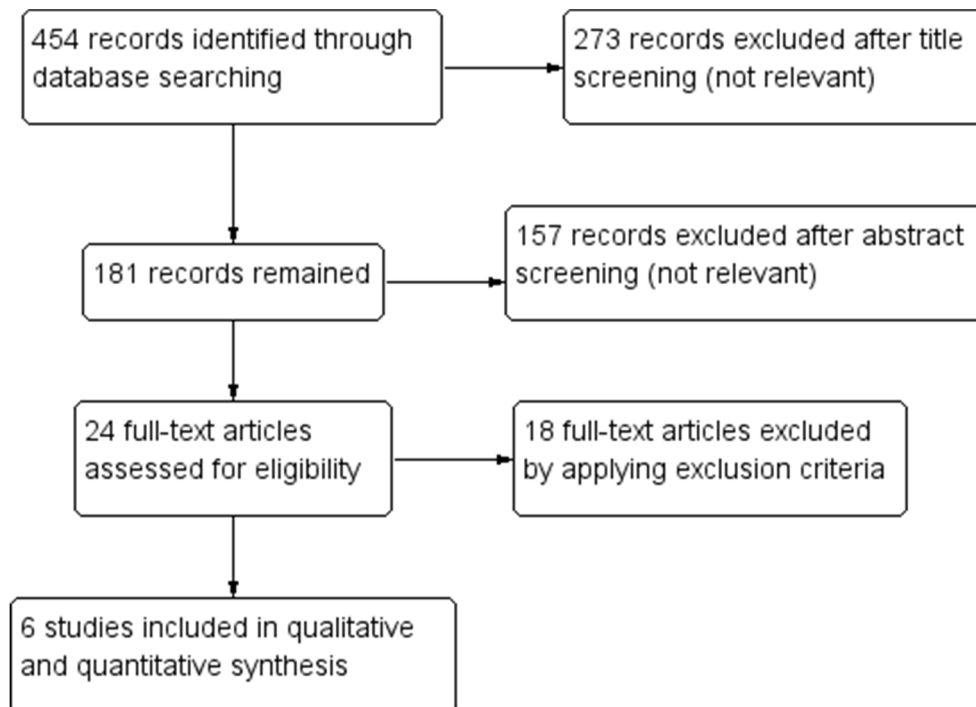 454 records identified through
database searching
273 records excluded after title
screening (not relevant)
181 records remained
157 records excluded after abstract
screening (not relevant)
24 full-text articles
assessed for eligibility
18 full-text articles excluded
by applying exclusion criteria
6 studies included in qualitative
and quantitative synthesis